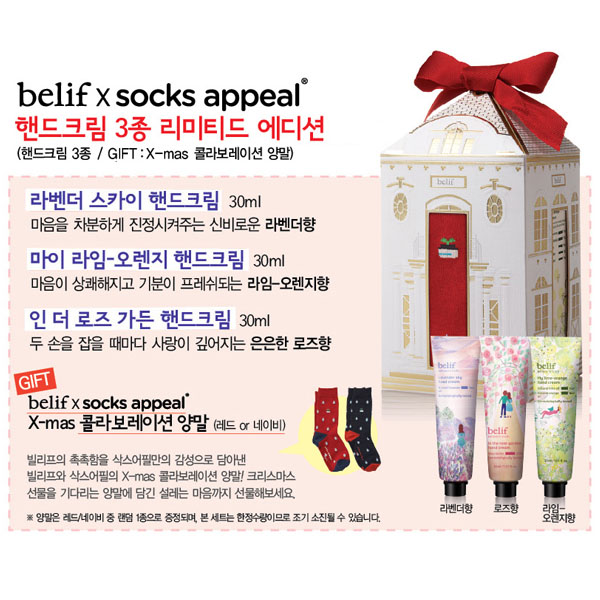 belif x socks appeal®
핸드크림 3종 리미티드 에디션
(핸드크림 3종 / GIFT : X-mas 콜라보레이션 양말)
라벤더 스카이 핸드크림 30ml
마음을 차분하게 진정시켜주는 신비로운 라벤더향
마이 라임-오렌지 핸드크림 30ml
마음이 상쾌해지고 기분이 프레쉬되는 라임-오렌지향
인 더 로즈 가든 핸드크림 30ml
두 손을 잡을 때마다 사랑이 깊어지는 은은한 로즈향
GIFT
belif x socks appeal®
X-mas 콜라보레이션 양말 (레드 or 네이비)
빌리프의 촉촉함을 삭스어필만의 감성으로 담아낸
빌리프와 삭스어필의 X-mas 콜라보레이션 양말! 크리스마스
선물을 기다리는 양말에 담긴 설레는 마음까지 선물해보세요.
※ 양말은 레드/네이비 중 랜덤 1종으로 증정되며, 본 세트는 한정수량이므로 조기 소진될 수 있습니다.
belif
belif
belif
belif
hand cream
라벤더향
로즈향
라임-
오렌지향